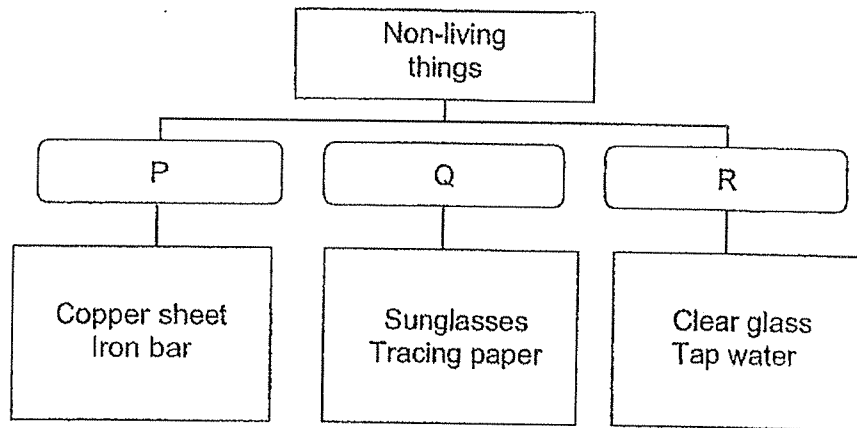 Non-living
things
P
Q
R
Copper sheet
Iron bar
Sunglasses
Tracing paper
Clear glass
Tap water